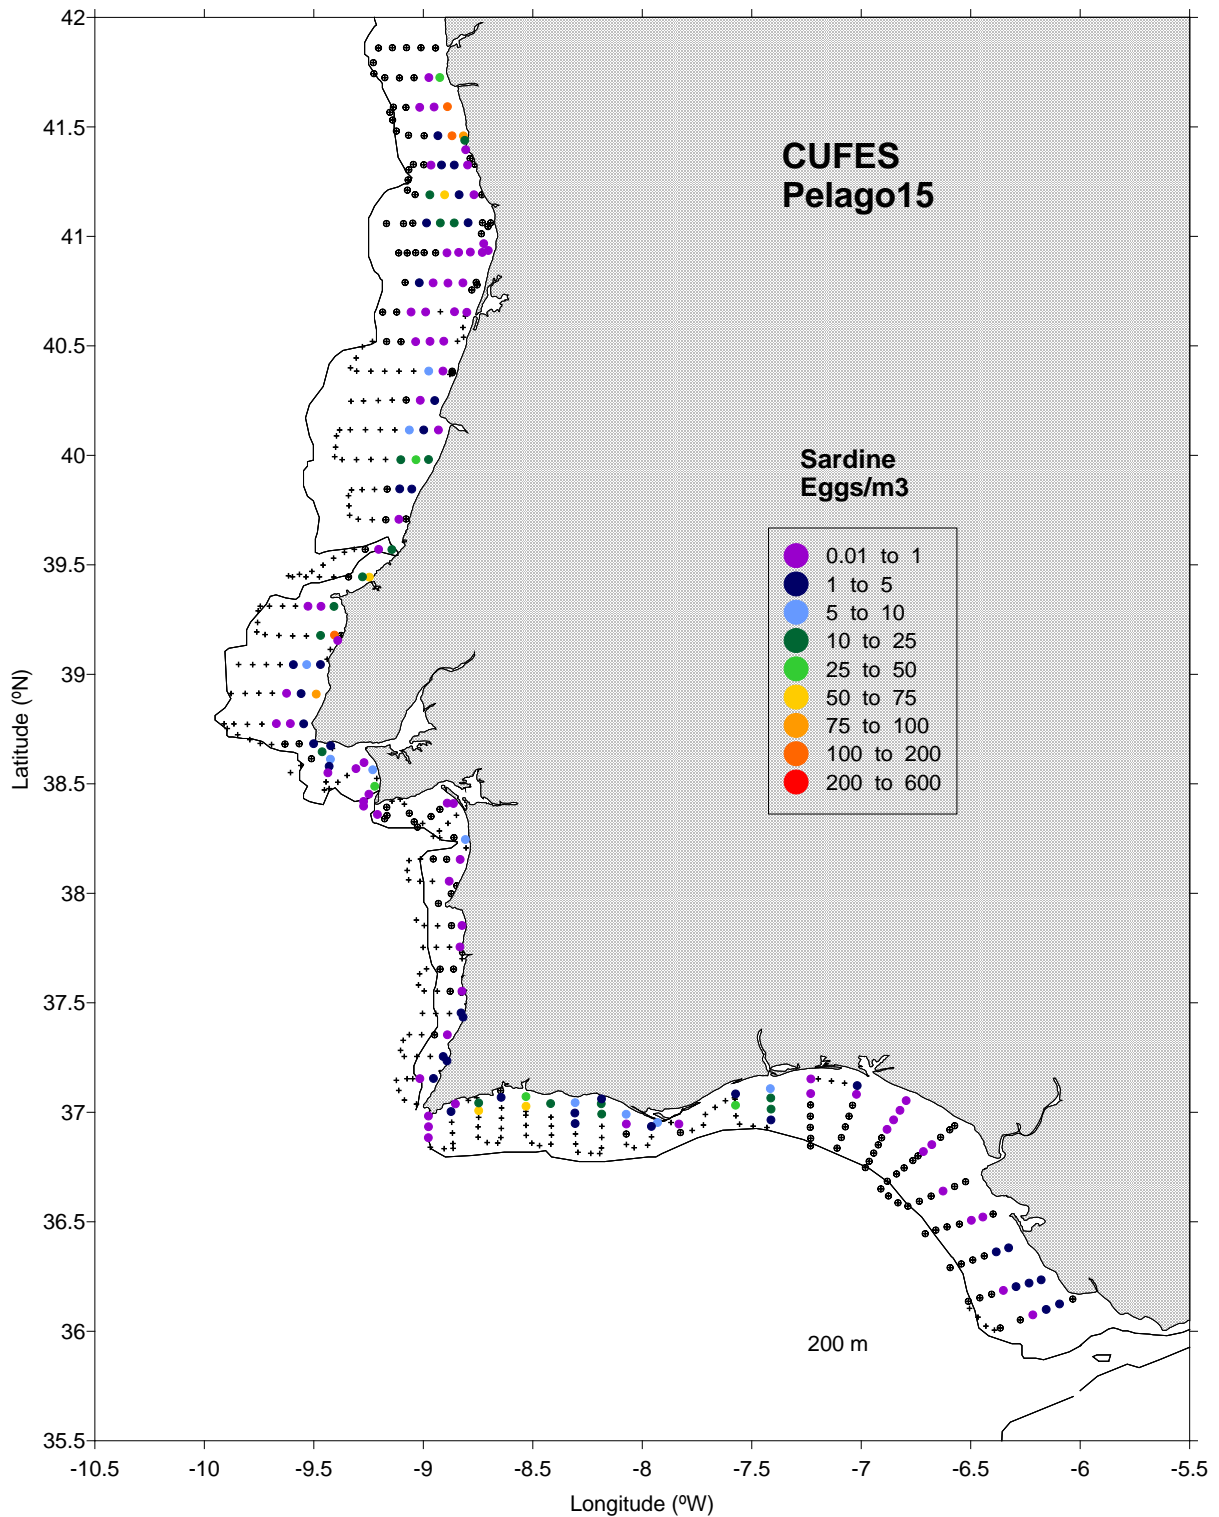 42
41.5
41
40.5
40
39.5
39
38.5
38
37.5
37
36.5
36
35.5
Latitude (ºN)
CUFES
Pelago15
Sardine
Eggs/m3
0.01 to 1
1 to 5
5 to 10
10 to 25
25 to 50
50 to 75
75 to 100
100 to 200
200 to 600
200 m
-10.5 -10 -9.5 -9 -8.5 -8 -7.5 -7 -6.5 -6 -5.5
Longitude (ºW)